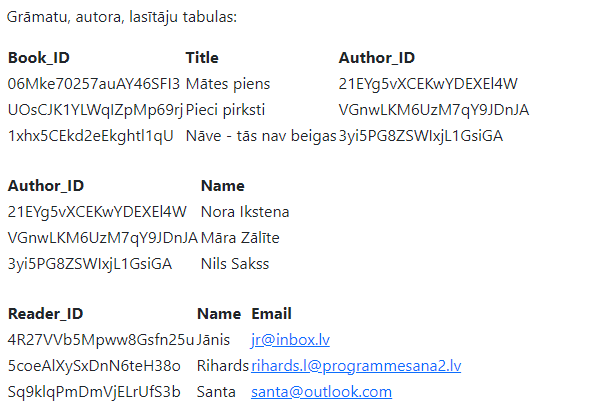 Grāmatu, autora, lasītāju tabulas:
Book_ID Title Author_ID
06Mke70257auAY46SFI3 Mātes piens 21EYg5vXCEKwYDEXEl4W
UOsCJK1YLWqIZpMp69rj Pieci pirksti VGnwLKM6UzM7qY9JDnJA
1xhx5CEkd2eEkghtl1qU Nāve - tās nav beigas 3yi5PG8ZSWIxjL1GsiGA
Author_ID Name
21EYg5vXCEKwYDEXEl4W Nora Ikstena
VGnwLKM6UzM7qY9JDnJA Māra Zālīte
3yi5PG8ZSWIxjL1GsiGA Nils Sakss
Reader_ID Name Email
4R27VVb5Mpww8Gsfn25u Jānis jr@inbox.lv
5coeAlXySxDnN6teH38o Rihards rihards.l@programmesana2.lv
Sq9klqPmDmVjELrUfS3b Santa santa@outlook.com